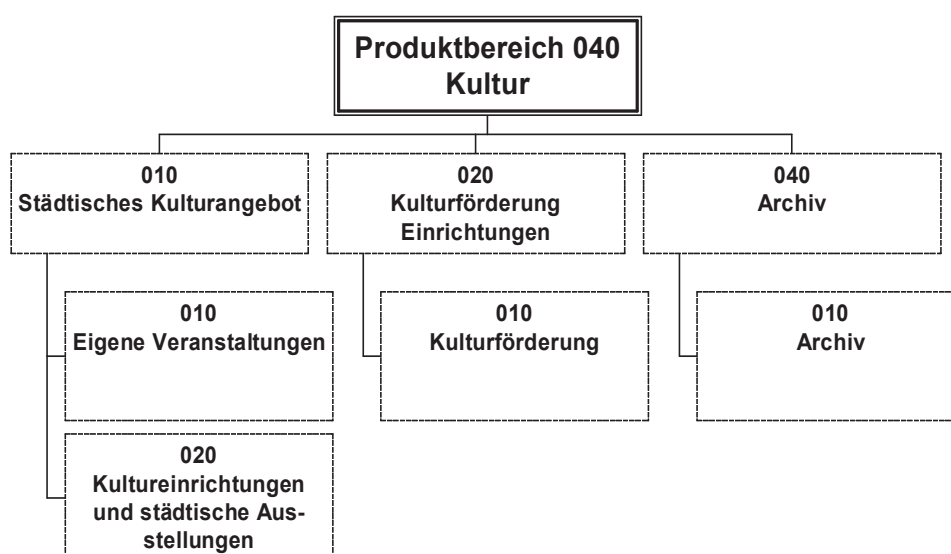 Produktbereich 040
Kultur
010
Städtisches Kulturangebot
020
Kulturförderung
Einrichtungen
040
Archiv
010
Eigene Veranstaltungen
010
Kulturförderung
010
Archiv
020
Kultureinrichtungen
und städtische Aus-
stellungen